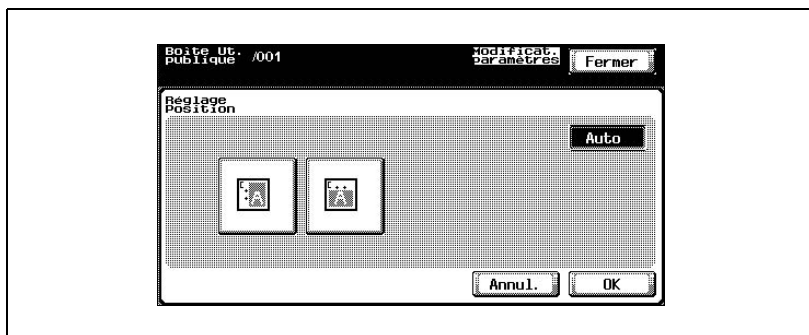 Boîte Ut.
publique /001
Modificat.
paramètres
Fermer
Réglage
Position
Auto
A
A
Annul.
OK